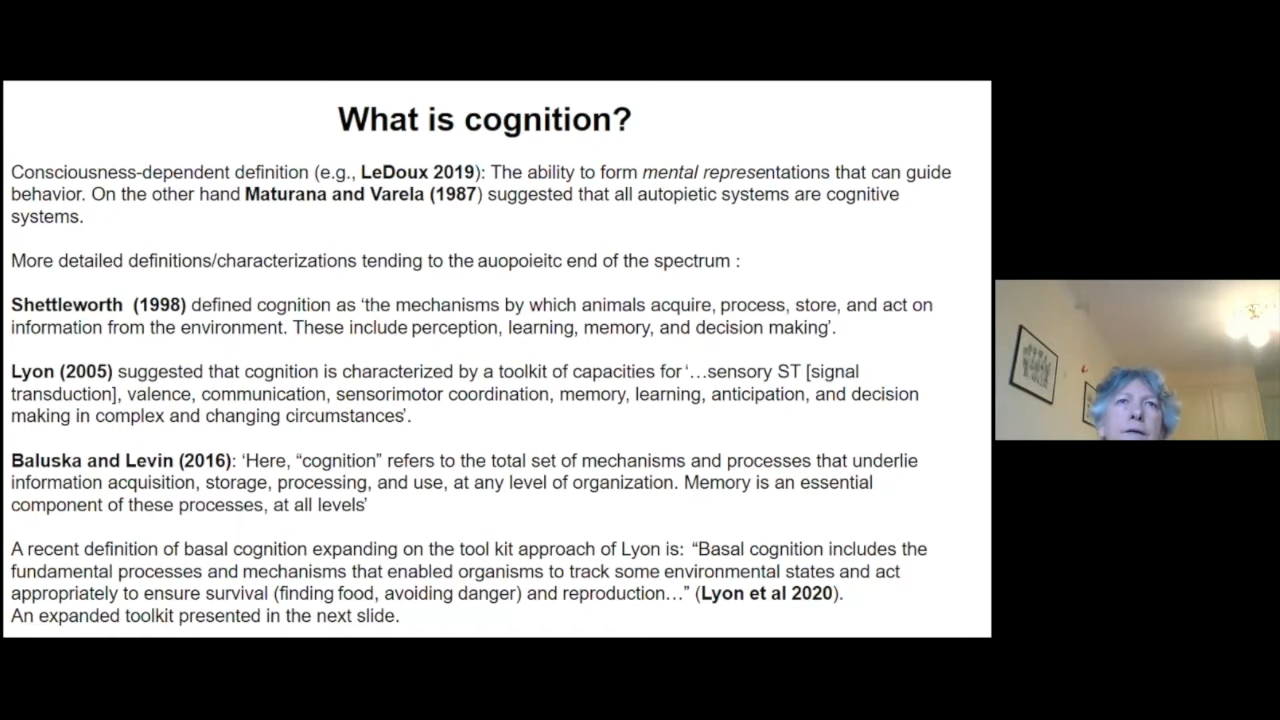 What is cognition?
Consciousness-dependent definition (e.g., LeDoux 2019): The ability to form mental representations that can guide
behavior. On the other hand Maturana and Varela (1987) suggested that all autopietic systems are cognitive
systems.
More detailed definitions/characterizations tending to the auopoieitc end of the spectrum :
Shettleworth (1998) defined cognition as ‘the mechanisms by which animals acquire, process, store, and act on
information from the environment. These include perception, learning, memory, and decision making’.
Lyon (2005) suggested that cognition is characterized by a toolkit of capacities for ‘…sensory ST [signal
transduction], valence, communication, sensorimotor coordination, memory, learning, anticipation, and decision
making in complex and changing circumstances’.
Baluska and Levin (2016): ‘Here, “cognition” refers to the total set of mechanisms and processes that underlie
information acquisition, storage, processing, and use, at any level of organization. Memory is an essential
component of these processes, at all levels’
A recent definition of basal cognition expanding on the tool kit approach of Lyon is: “Basal cognition includes the
fundamental processes and mechanisms that enabled organisms to track some environmental states and act
appropriately to ensure survival (finding food, avoiding danger) and reproduction…” (Lyon et al 2020).
An expanded toolkit presented in the next slide.